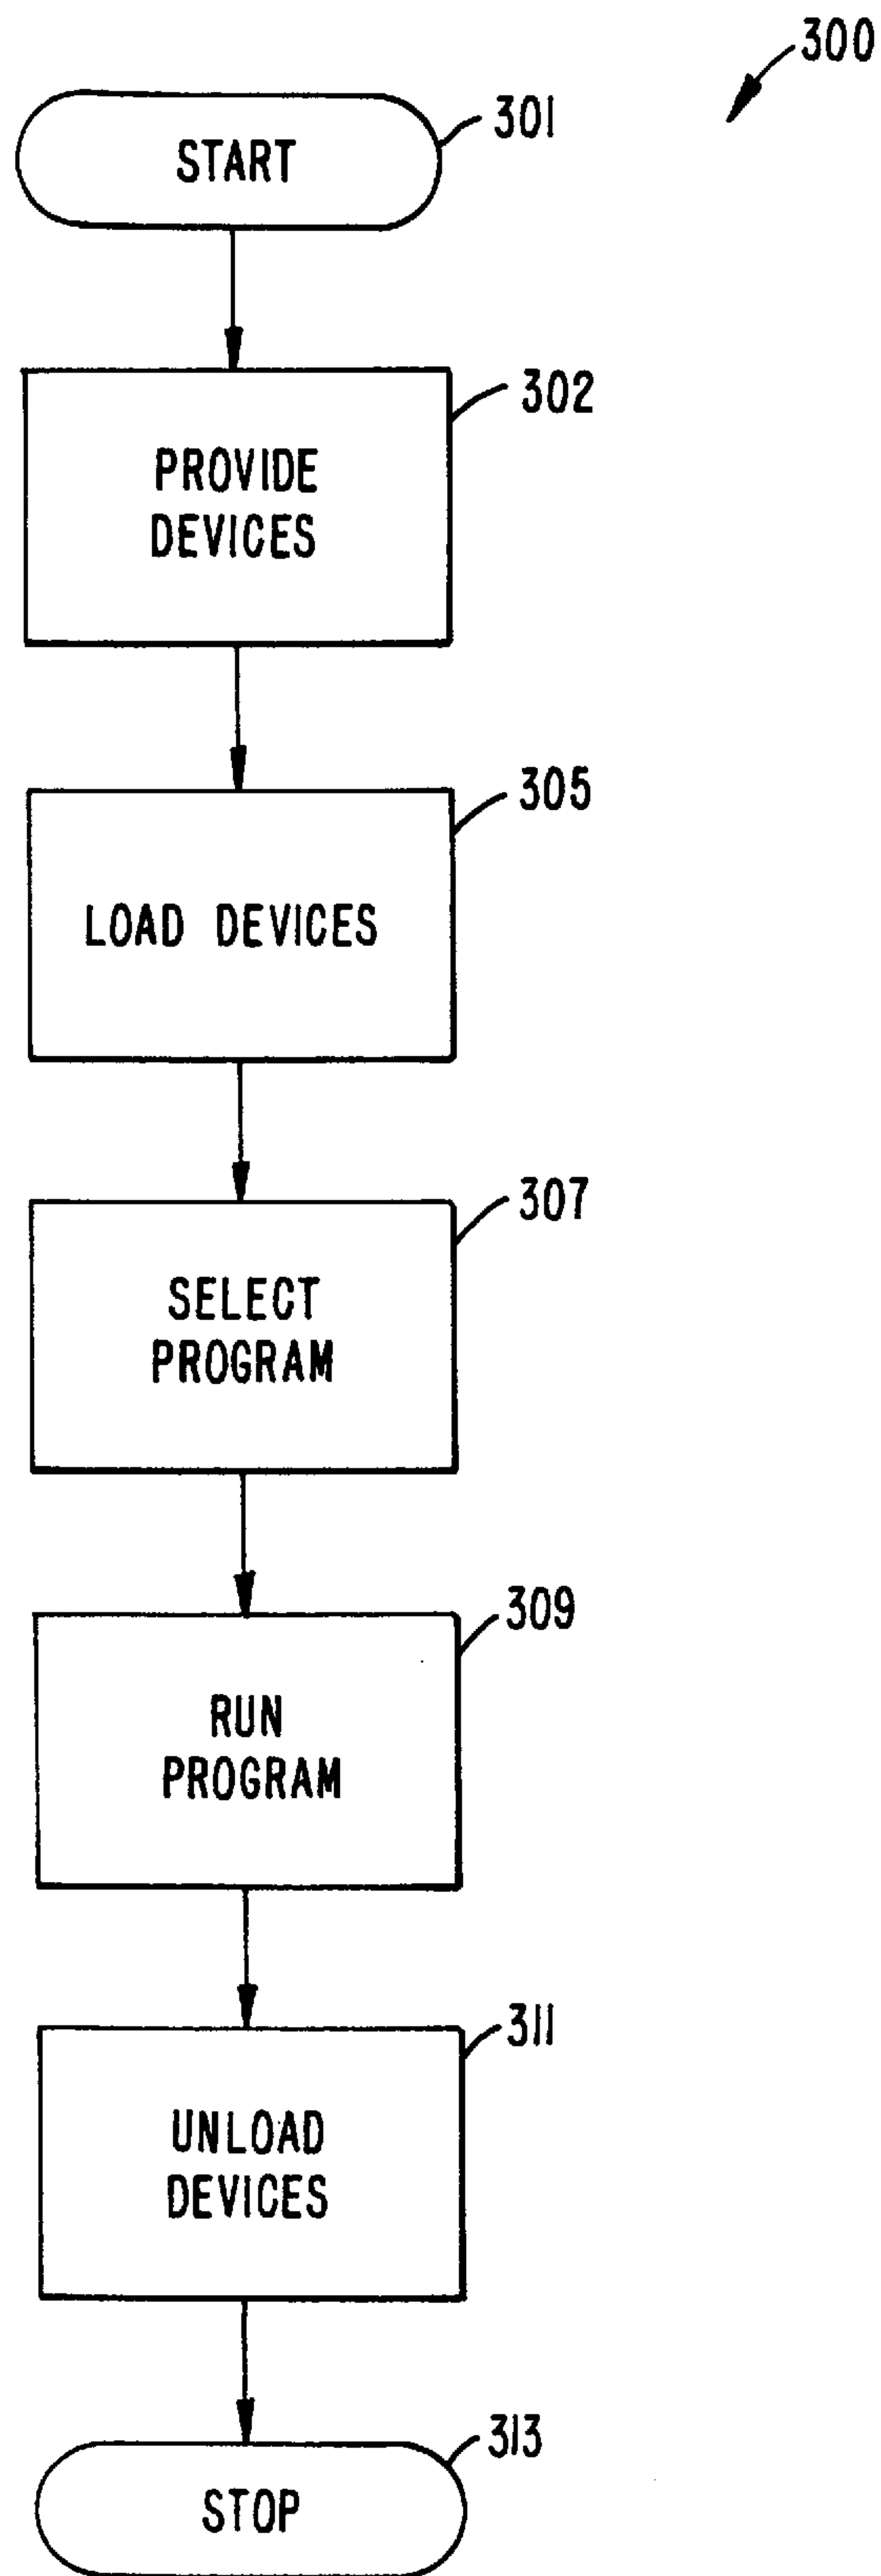 300
301
START
302
PROVIDE
DEVICES
305
LOAD DEVICES
307
SELECT
PROGRAM
309
RUN
PROGRAM
311
UNLOAD
DEVICES
313
STOP